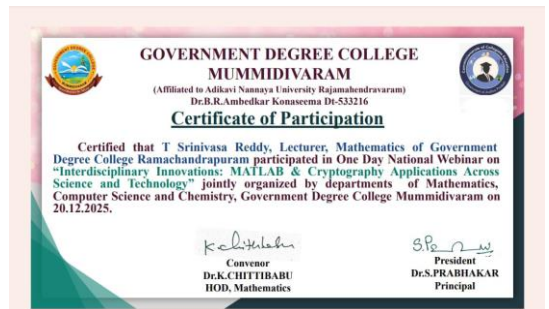 GOVERNMENT DEGREE COLLEGE
MUMMIDIVARAM
(Affiliated to Adikavi Nannaya University Rajamahendravaram)
Dr.B.R.Ambedkar Konaseema Dt-533216
Certificate of Participation
Certified that T Srinivasa Reddy, Lecturer, Mathematics of Government
Degree College Ramachandrapuram participated in One Day National Webinar on
“Interdisciplinary Innovations: MATLAB & Cryptography Applications Across
Science and Technology” jointly organized by departments of Mathematics,
Computer Science and Chemistry, Government Degree College Mummidivaram on
20.12.2025.
Convenor
Dr.K.CHITTIBABU
HOD, Mathematics
President
Dr.S.PRABHAKAR
Principal